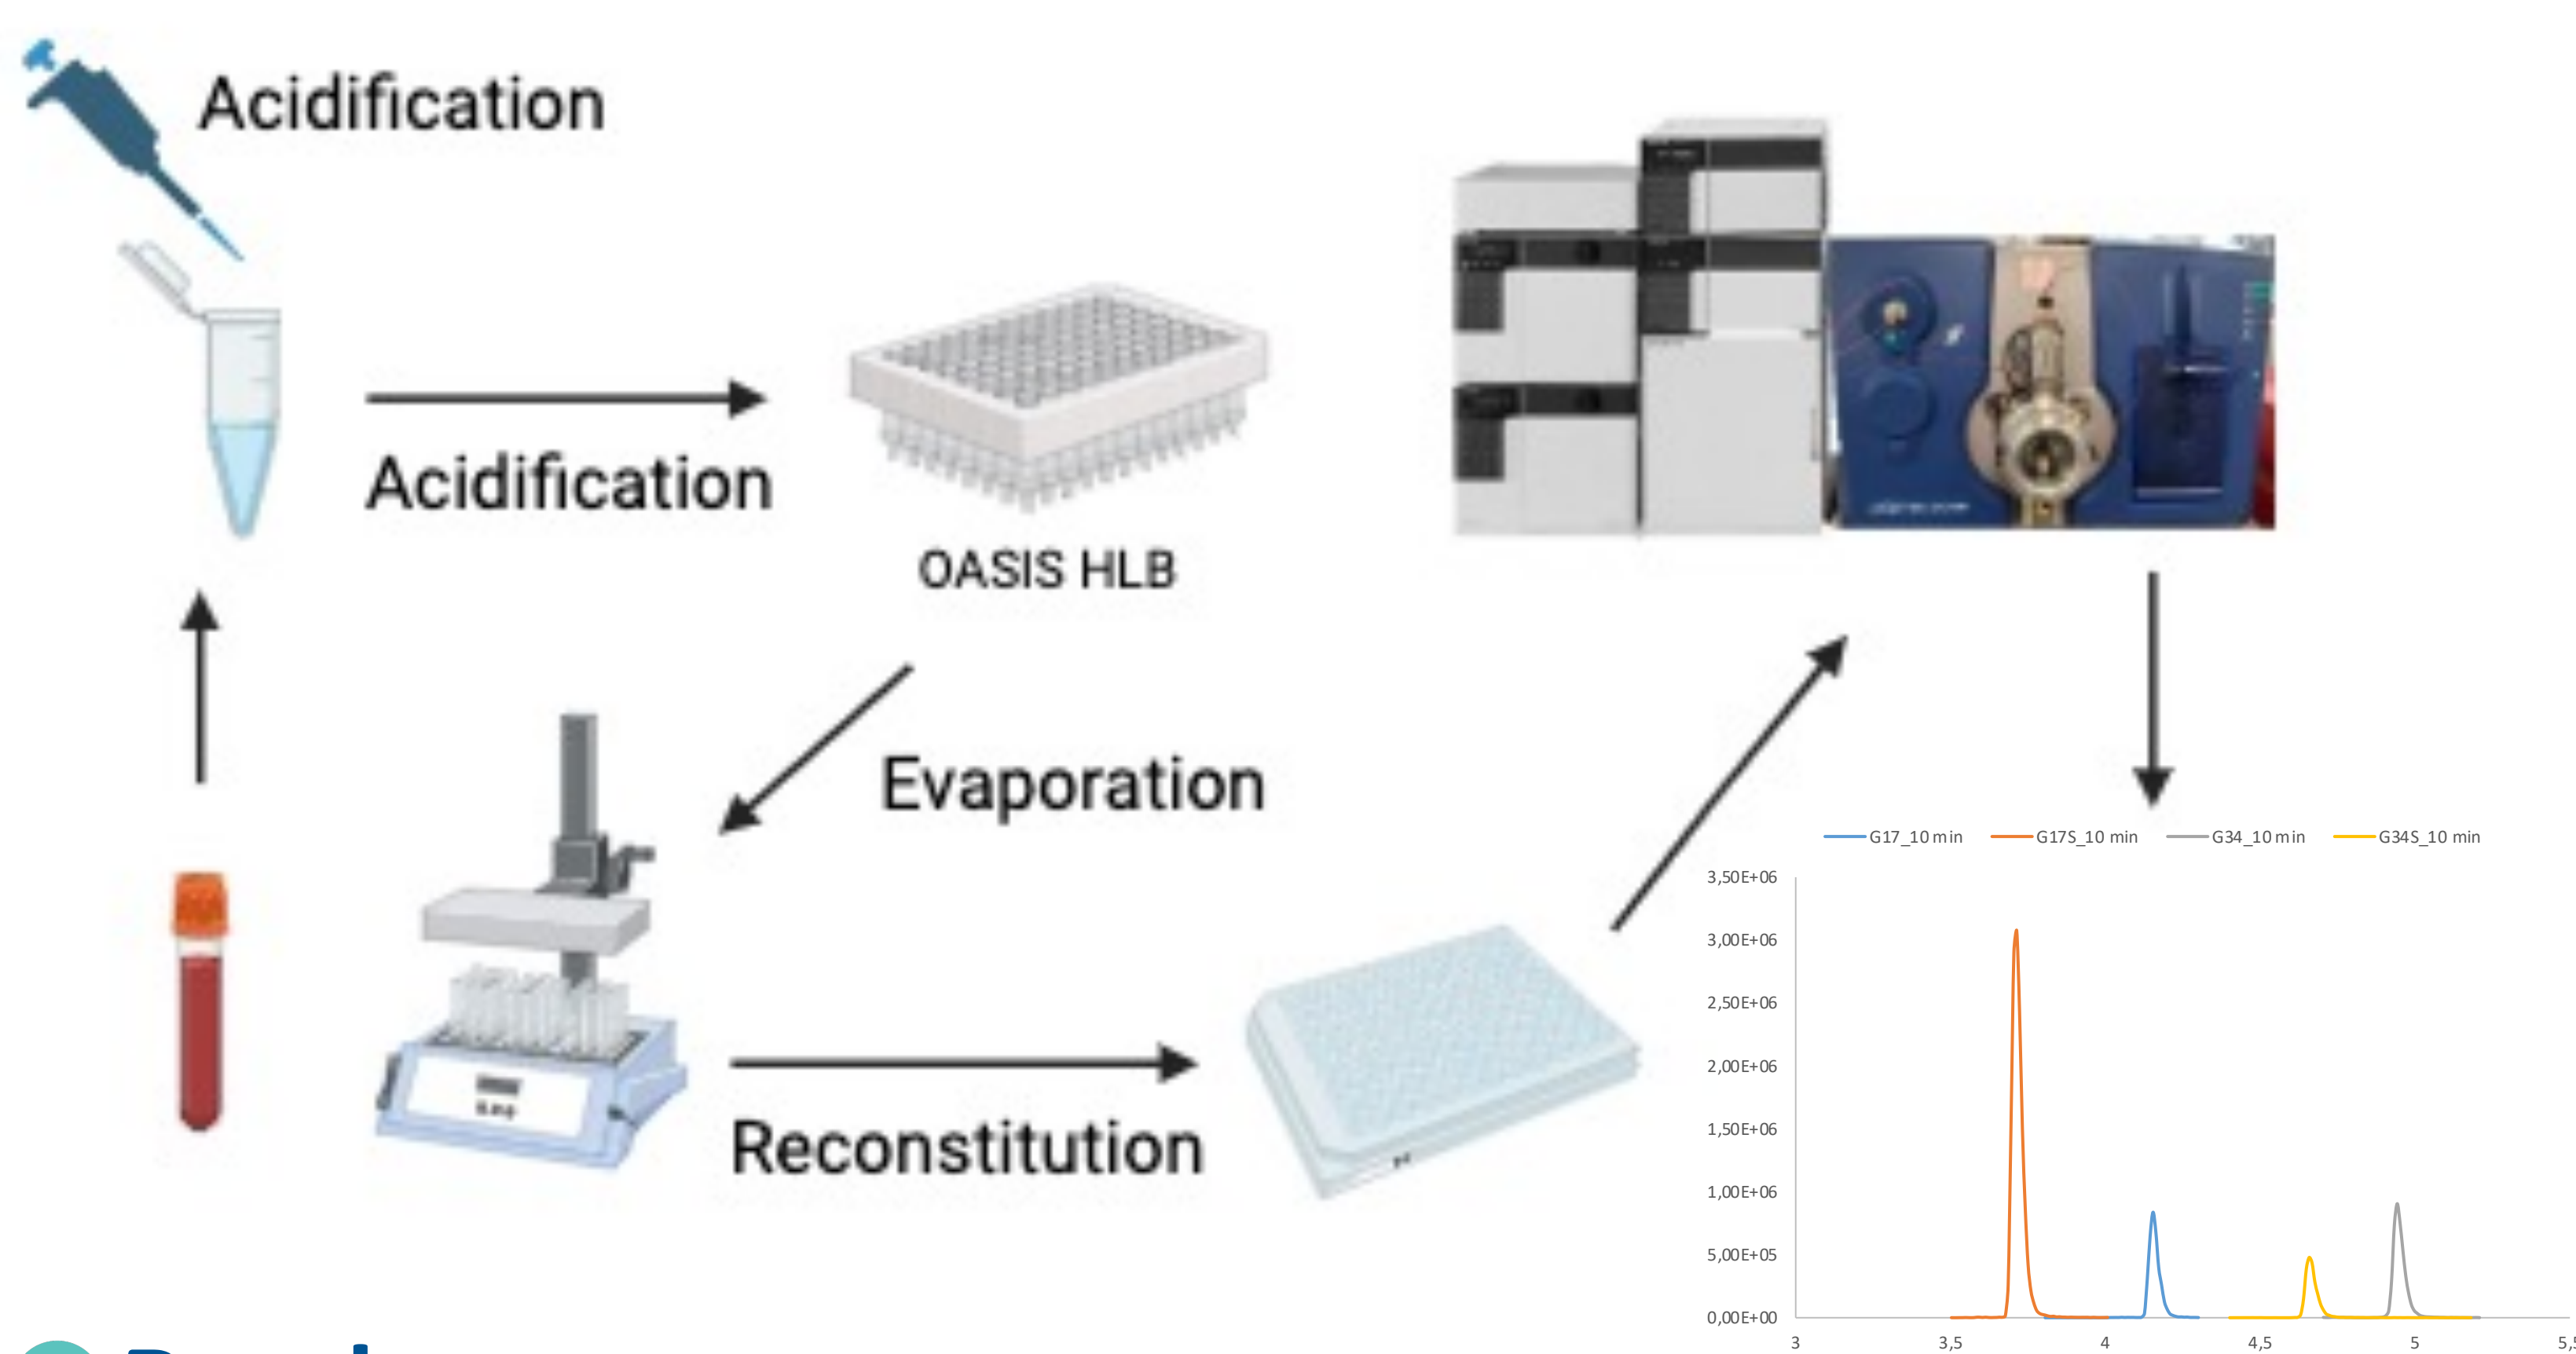 Acidification
Acidification
OASIS HLB
Evaporation
Reconstitution
G17_10 min
G17S_10 min
G34_10 min
G34S_10 min
3,50E+06
3,00E+06
2,50E+06
2,00E+06
1,50E+06
1,00E+06
5,00E+05
0,00E+00
3
3,5
4
4,5
5